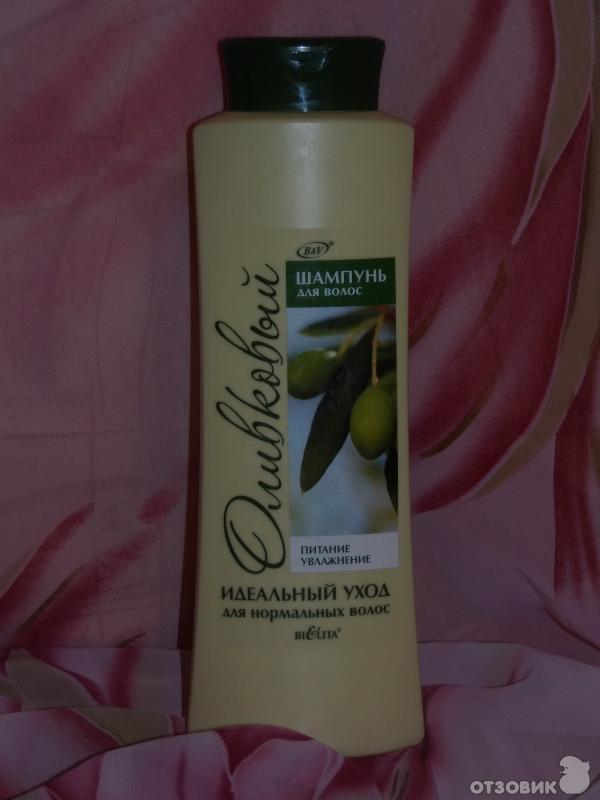 B&V®
ШАМПУНЬ
ДЛЯ ВОЛОС
Оливковый
ПИТАНИЕ
УВЛАЖНЕНИЕ
ИДЕАЛЬНЫЙ УХОД
для нормальных волос
BIELITA®
ОТЗОВИК